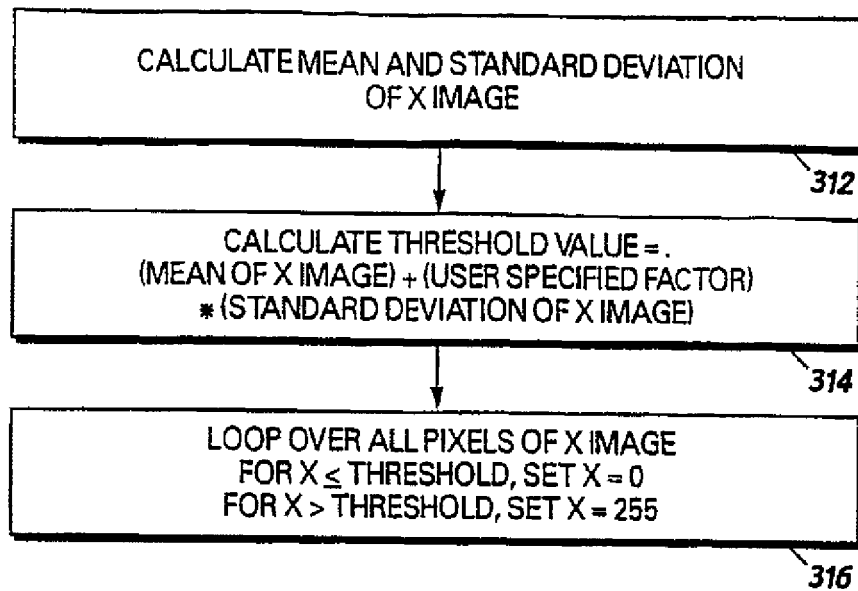 CALCULATE MEAN AND STANDARD DEVIATION
OF X IMAGE
312
CALCULATE THRESHOLD VALUE = .
(MEAN OF X IMAGE) + (USER SPECIFIED FACTOR)
* (STANDARD DEVIATION OF X IMAGE)
314
LOOP OVER ALL PIXELS OF X IMAGE
FOR X ≤ THRESHOLD, SET X = 0
FOR X > THRESHOLD, SET X = 255
316